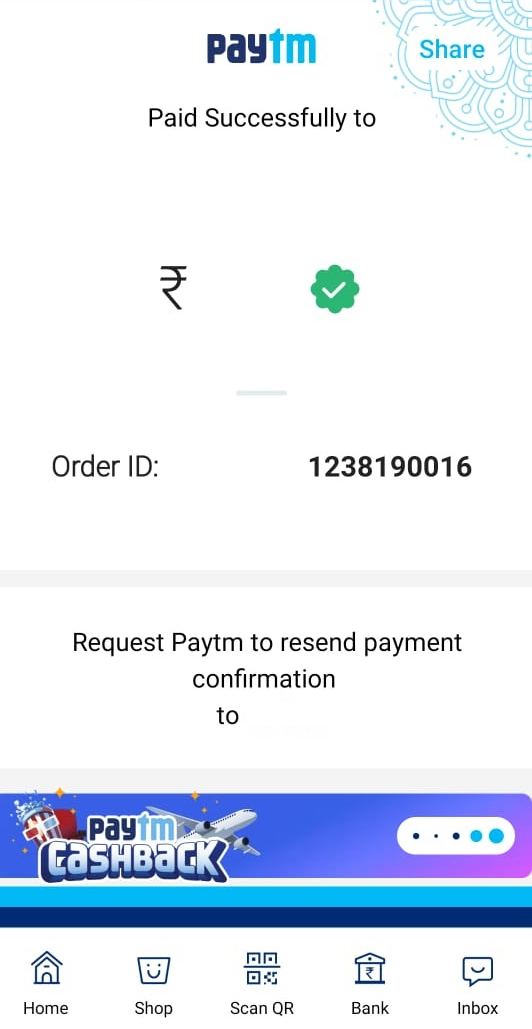 paytm
Share
Paid Successfully to
₹
Order ID: 1238190016
Request Paytm to resend payment
confirmation
to
paytm
CASHBACK
Home Shop Scan QR Bank Inbox